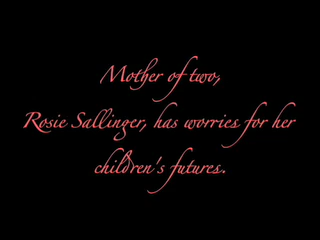 Mother of two,
Rosie Sallinger, has worries for her
children's futures.